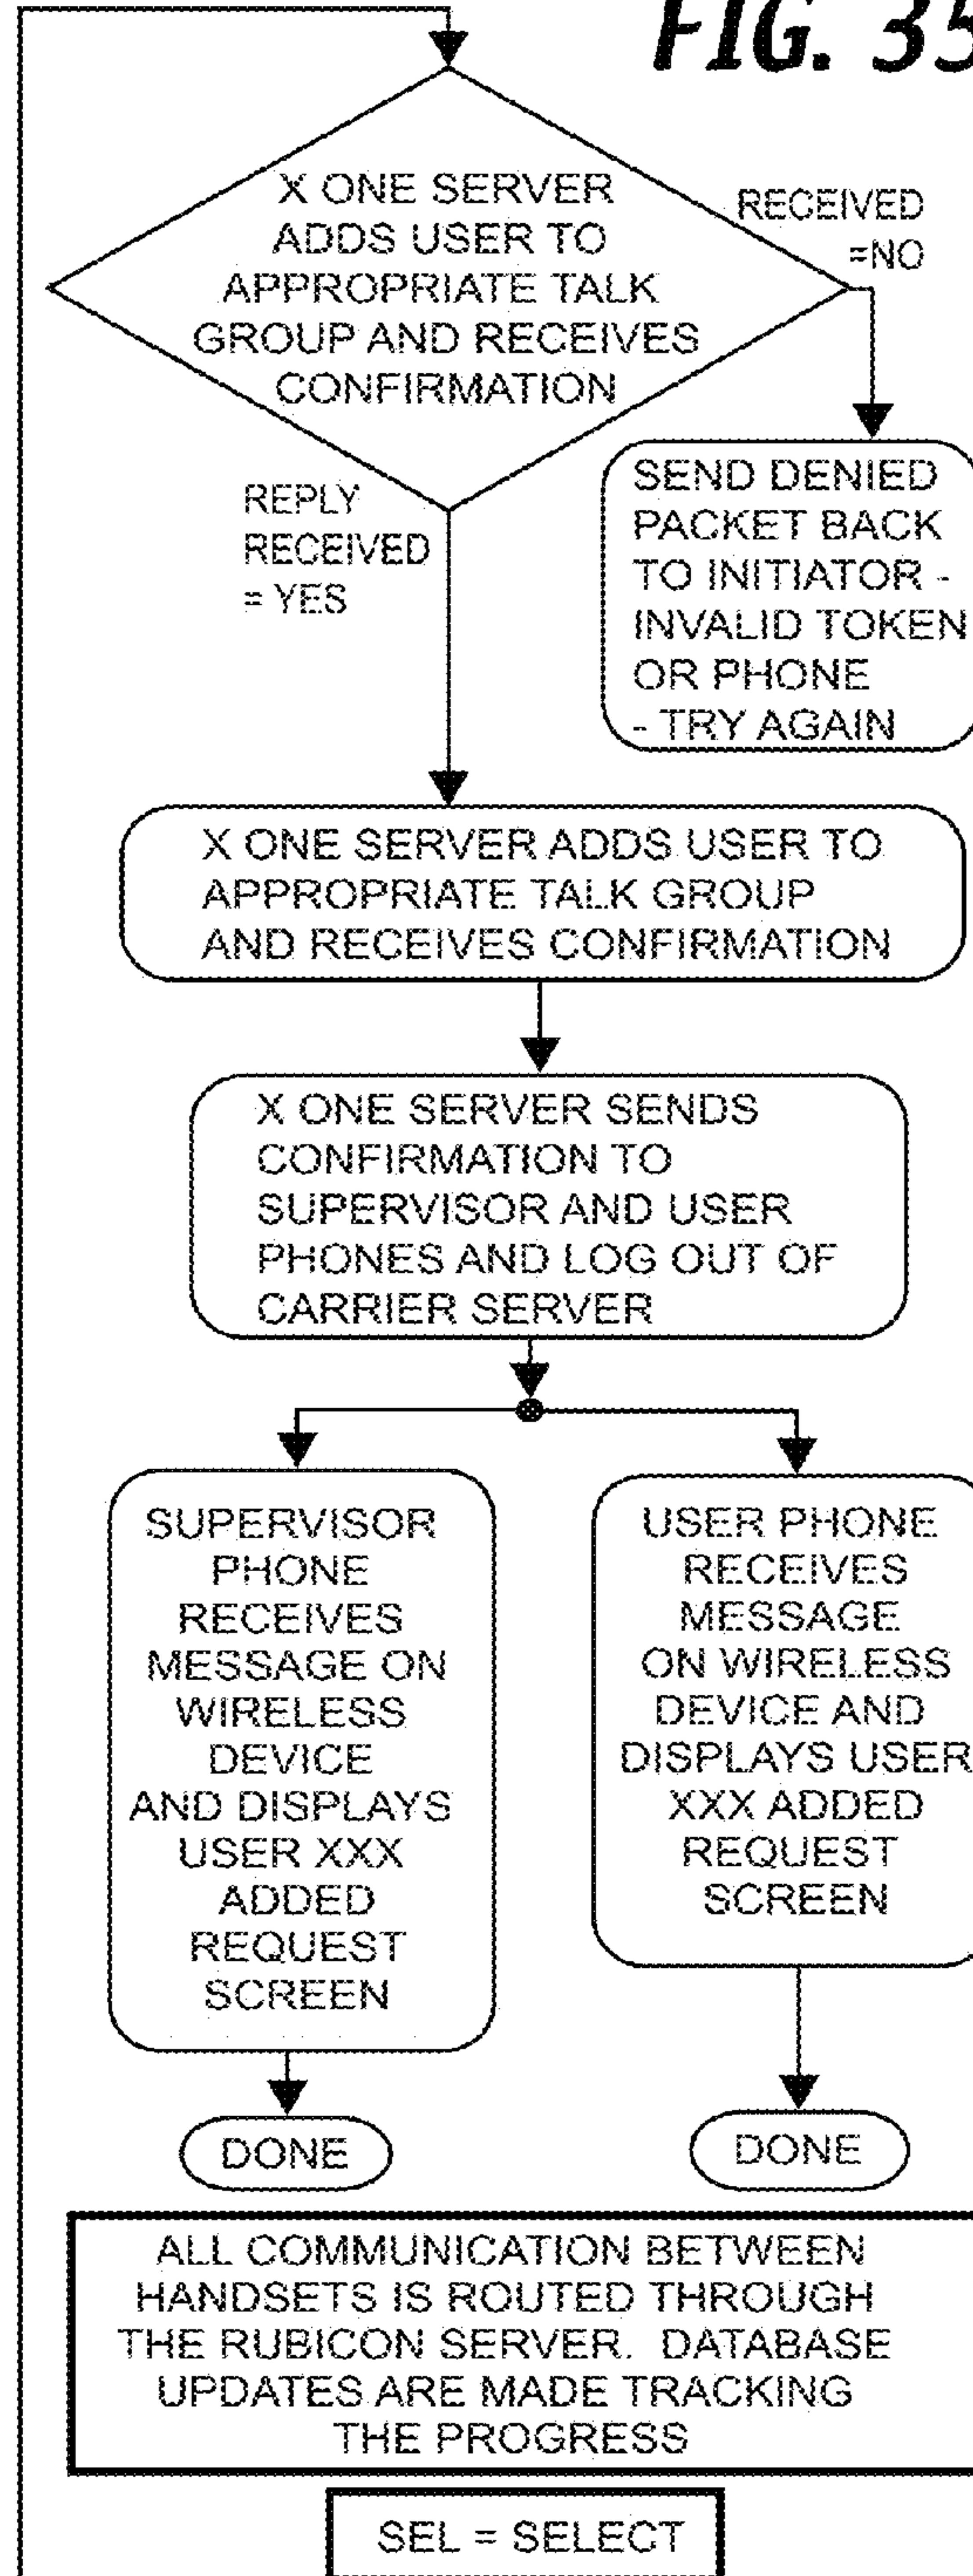 FIG. 35
X ONE SERVER
ADDS USER TO
APPROPRIATE TALK
GROUP AND RECEIVES
CONFIRMATION
RECEIVED
=NO
REPLY
RECEIVED
= YES
SEND DENIED
PACKET BACK
TO INITIATOR -
INVALID TOKEN
OR PHONE
- TRY AGAIN
X ONE SERVER ADDS USER TO
APPROPRIATE TALK GROUP
AND RECEIVES CONFIRMATION
X ONE SERVER SENDS
CONFIRMATION TO
SUPERVISOR AND USER
PHONES AND LOG OUT OF
CARRIER SERVER
SUPERVISOR
PHONE
RECEIVES
MESSAGE ON
WIRELESS
DEVICE
AND DISPLAYS
USER XXX
ADDED
REQUEST
SCREEN
USER PHONE
RECEIVES
MESSAGE
ON WIRELESS
DEVICE AND
DISPLAYS USER
XXX ADDED
REQUEST
SCREEN
DONE
DONE
ALL COMMUNICATION BETWEEN
HANDSETS IS ROUTED THROUGH
THE RUBICON SERVER. DATABASE
UPDATES ARE MADE TRACKING
THE PROGRESS
SEL = SELECT